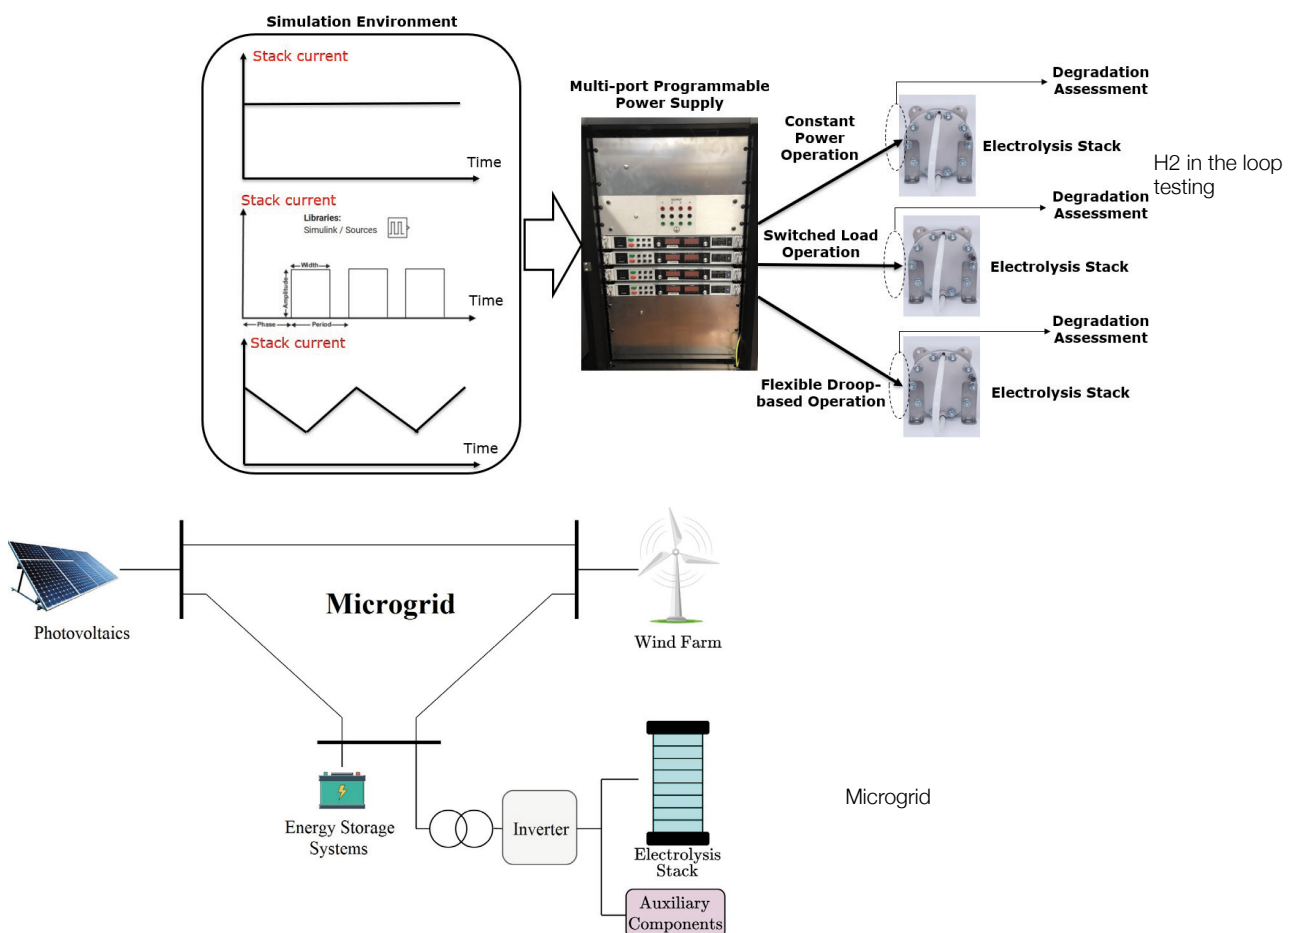 Simulation Environment
Stack current
Time
Stack current
Libraries:
Simulink / Sources
Width
Amplitude
Time
Phase
Period
Stack current
Time
Multi-port Programmable
Power Supply
Constant
Power
Operation
Switched Load
Operation
Flexible Droop-
based Operation
Degradation
Assessment
Electrolysis Stack
Degradation
Assessment
Electrolysis Stack
Degradation
Assessment
Electrolysis Stack
H2 in the loop
testing
Photovoltaics
Microgrid
Wind Farm
Energy Storage
Systems
Inverter
Electrolysis
Stack
Auxiliary
Components
Microgrid